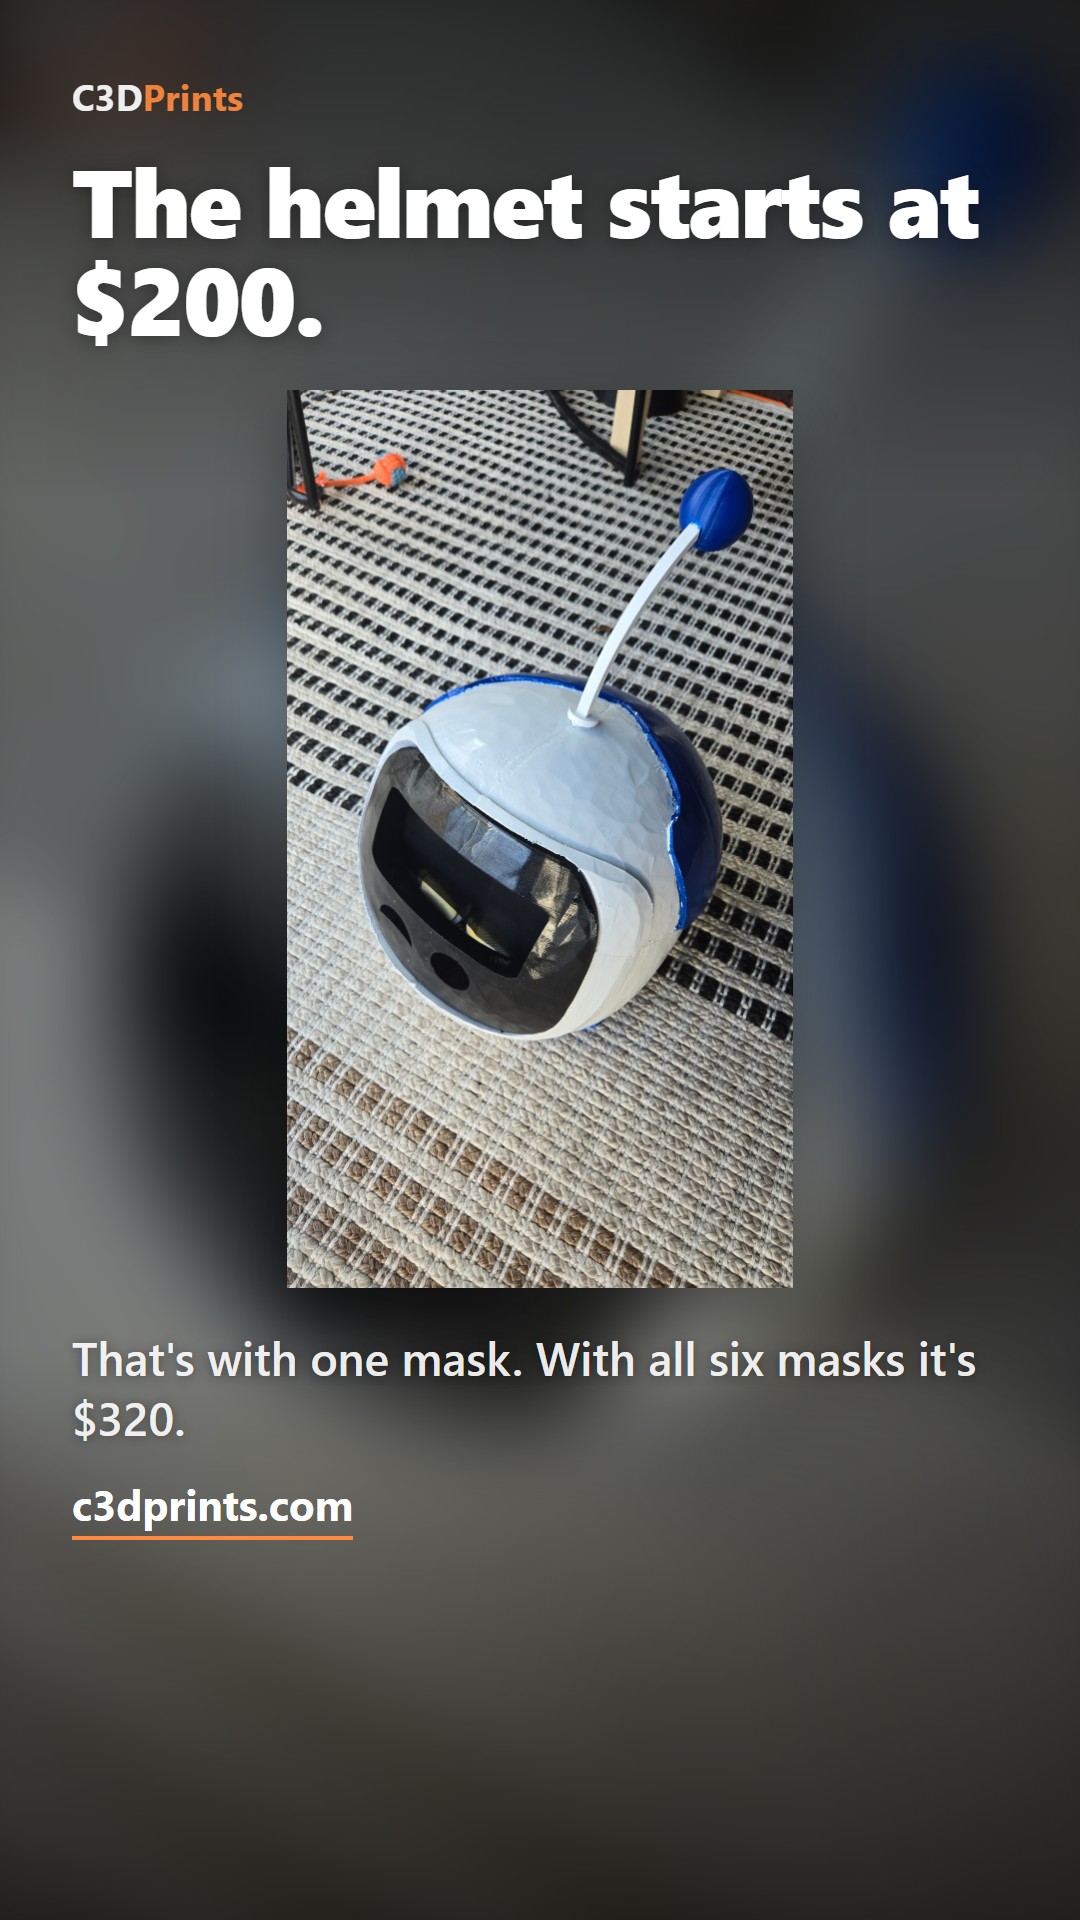 C3DPrints
The helmet starts at
$200.
That's with one mask. With all six masks it's
$320.
c3dprints.com